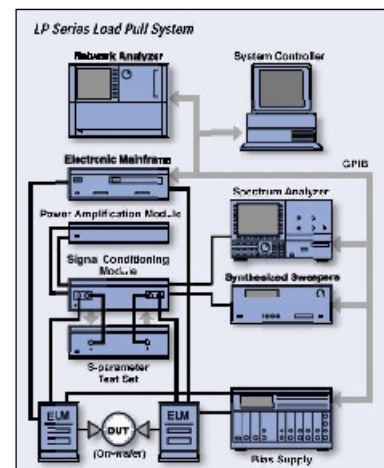 LP Series Load Pull System
Network Analyzer
System Controller
GPIB
Electronic Mainframe
Spectrum Analyzer
Power Amplification Module
Signal Conditioning
Module
Synthesized Sweepers
S-parameter
Test Set
ELM
DUT
ELM
(On-wafer)
Bias Supply